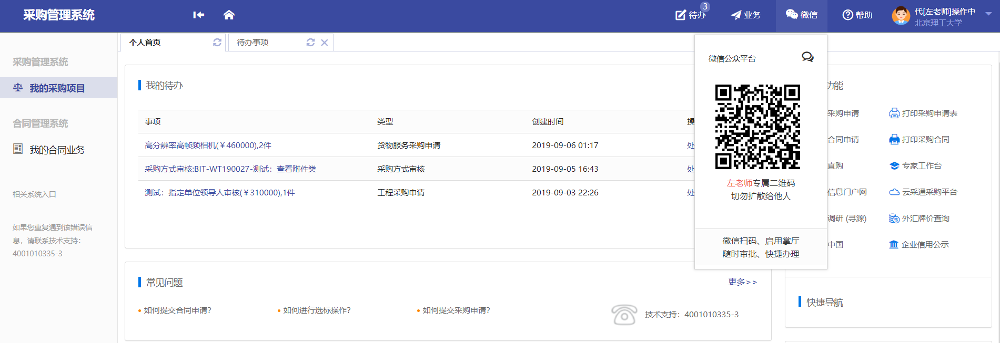 采购管理系统
待办
3
业务
微信
帮助
代[左老师]操作中
北京理工大学
个人首页
待办事项
采购管理系统
我的采购项目
合同管理系统
我的合同业务
相关系统入口
如果您重复遇到该错误信
息，请联系技术支持：
4001010335-3
我的待办
事项 类型 创建时间 操
高分辨率高帧频相机(￥460000),2件 货物服务采购申请 2019-09-06 01:17 处
采购方式审核:BIT-WT190027-测试：查看附件类 采购方式审核 2019-09-05 16:43 处
测试：指定单位领导人审核(￥310000),1件 工程采购申请 2019-09-03 22:26 处
微信公众平台
左老师专属二维码
切勿扩散给他人
微信扫码、启用掌厅
随时审批、快捷办理
功能
采购申请 打印采购申请表
合同申请 打印采购合同
直购 专家工作台
信息门户网 云采通采购平台
调研 (寻源) 外汇牌价查询
中国 企业信用公示
常见问题
更多>>
如何提交合同申请?
如何进行选标操作?
如何提交采购申请?
技术支持：4001010335-3
快捷导航